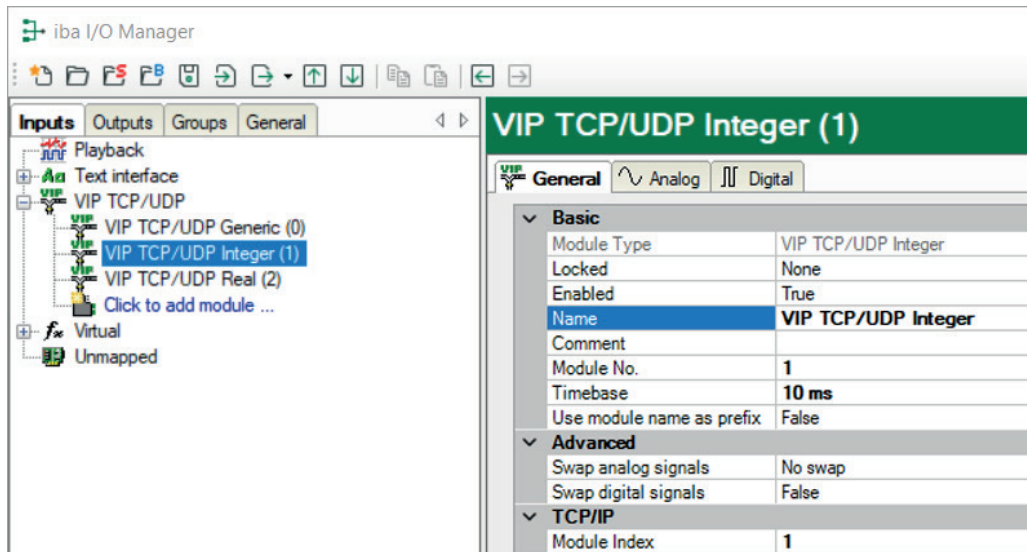 iba I/O Manager
Inputs Outputs Groups General
Playback
Text interface
VIP TCP/UDP
VIP TCP/UDP Generic (0)
VIP TCP/UDP Integer (1)
VIP TCP/UDP Real (2)
Click to add module ...
Virtual
Unmapped
VIP TCP/UDP Integer (1)
General Analog Digital
Basic
Module Type VIP TCP/UDP Integer
Locked None
Enabled True
Name VIP TCP/UDP Integer
Comment
Module No. 1
Timebase 10 ms
Use module name as prefix False
Advanced
Swap analog signals No swap
Swap digital signals False
TCP/IP
Module Index 1